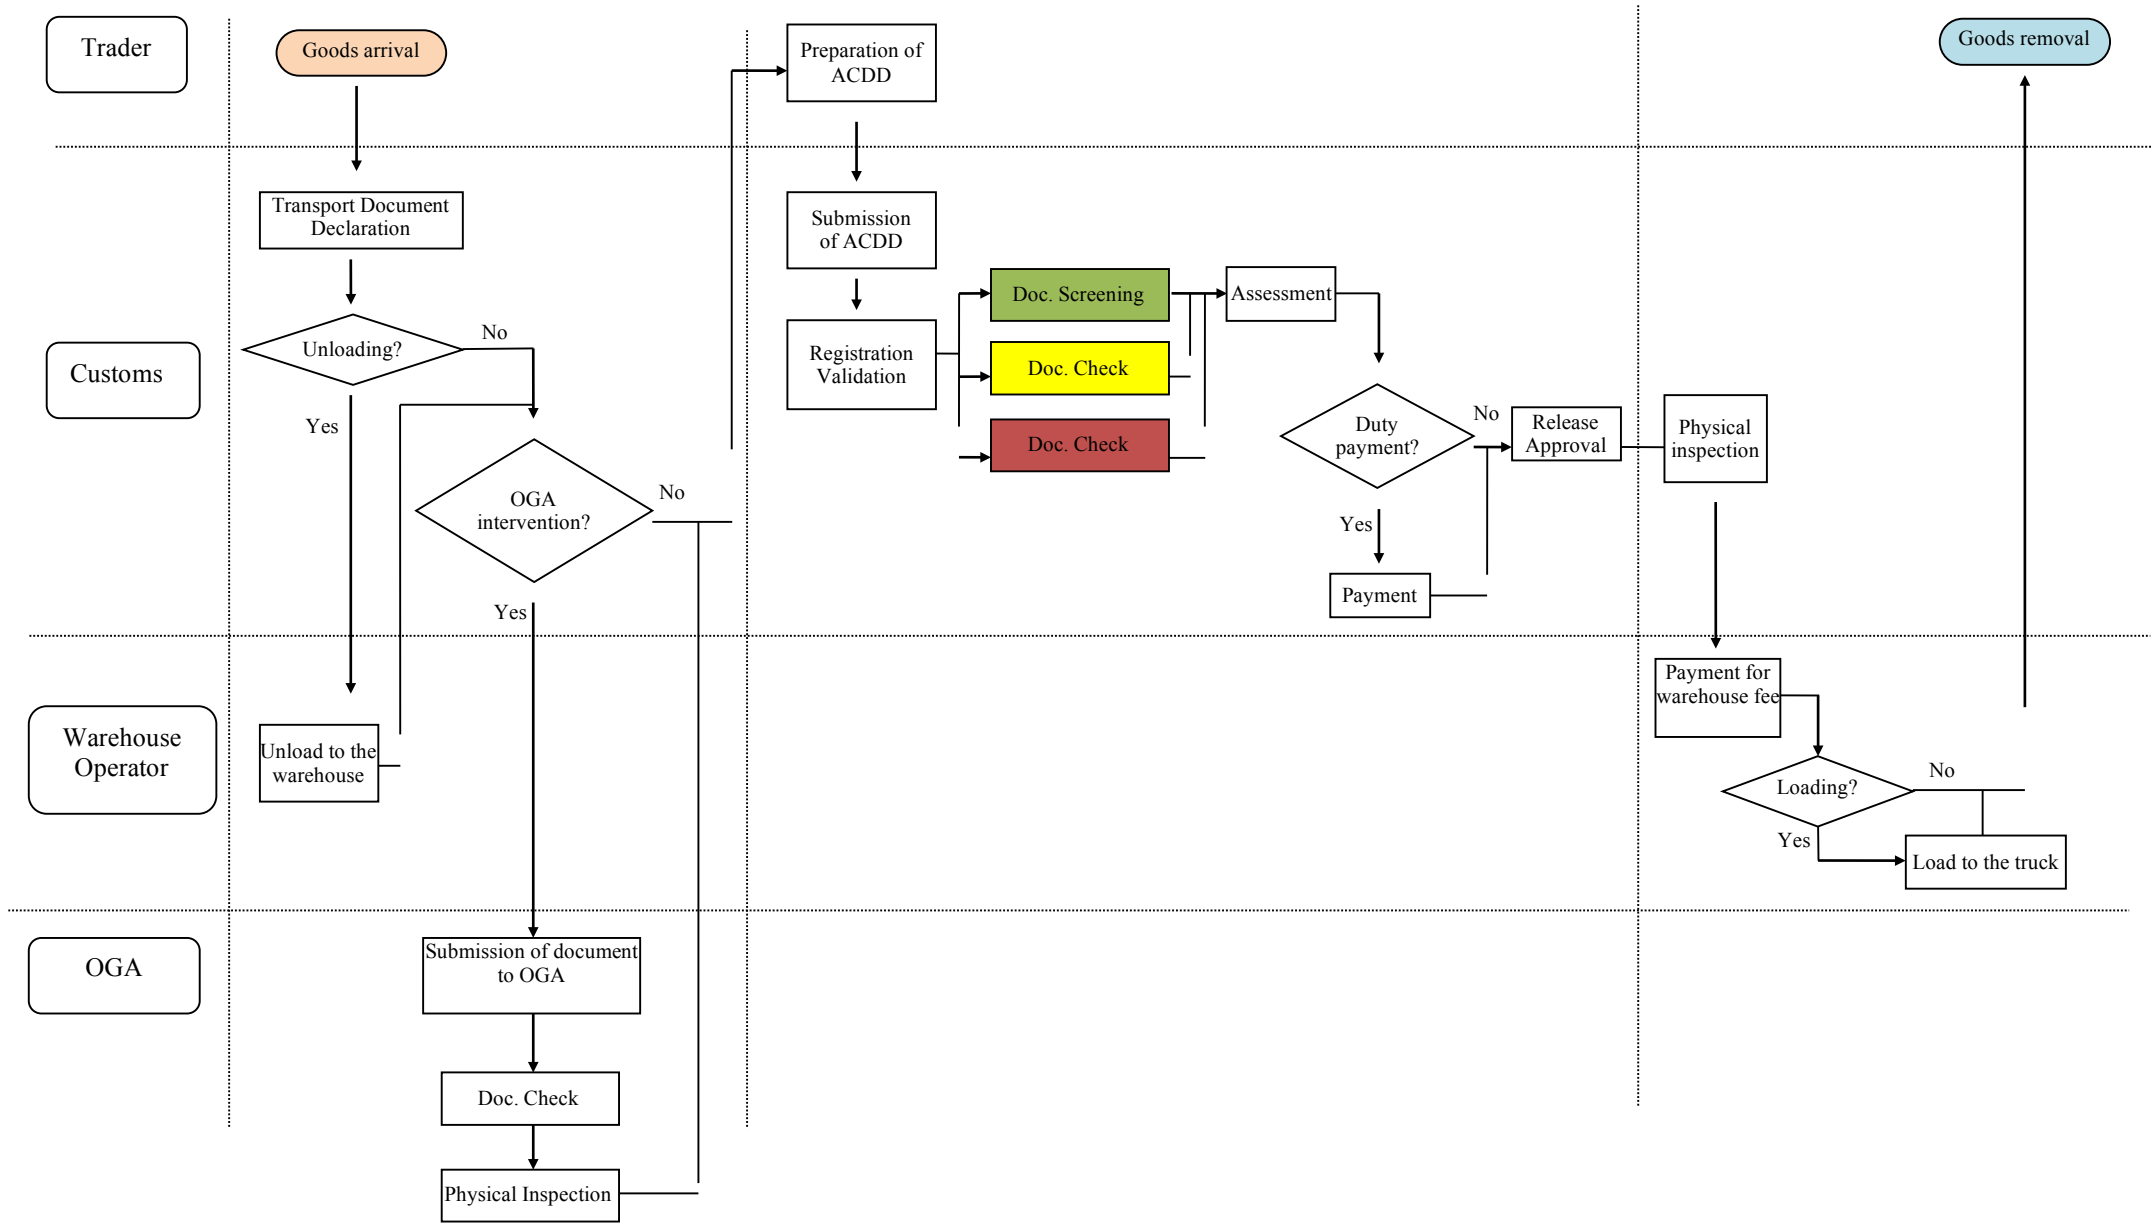 Trader
Goods arrival
Preparation of
ACDD
Goods removal
Transport Document
Declaration
Submission
of ACDD
Customs
Unloading?
No
Yes
Registration
Validation
Doc. Screening
Doc. Check
Doc. Check
Assessment
Duty
payment?
No
Yes
Payment
Release
Approval
Physical
inspection
OGA
intervention?
No
Yes
Warehouse
Operator
Unload to the
warehouse
Payment for
warehouse fee
Loading?
No
Yes
Load to the truck
OGA
Submission of document
to OGA
Doc. Check
Physical Inspection